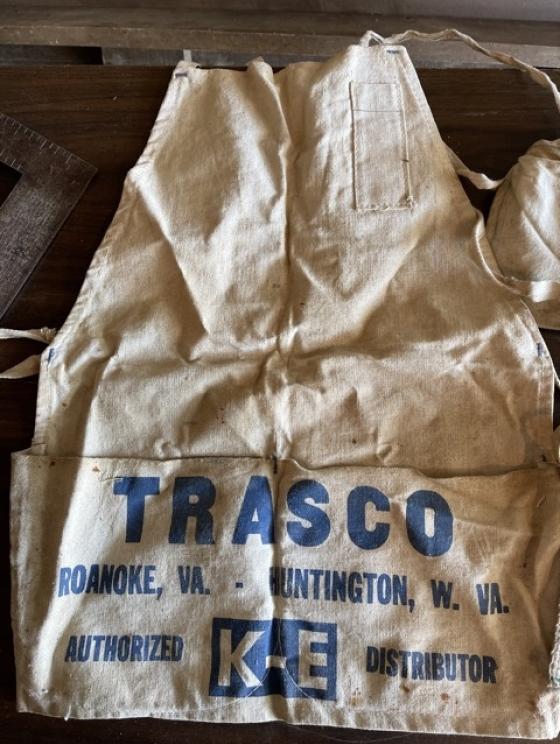 TRASCO
ROANOKE, VA. - HUNTINGTON, W. VA.
AUTHORIZED K-E DISTRIBUTOR